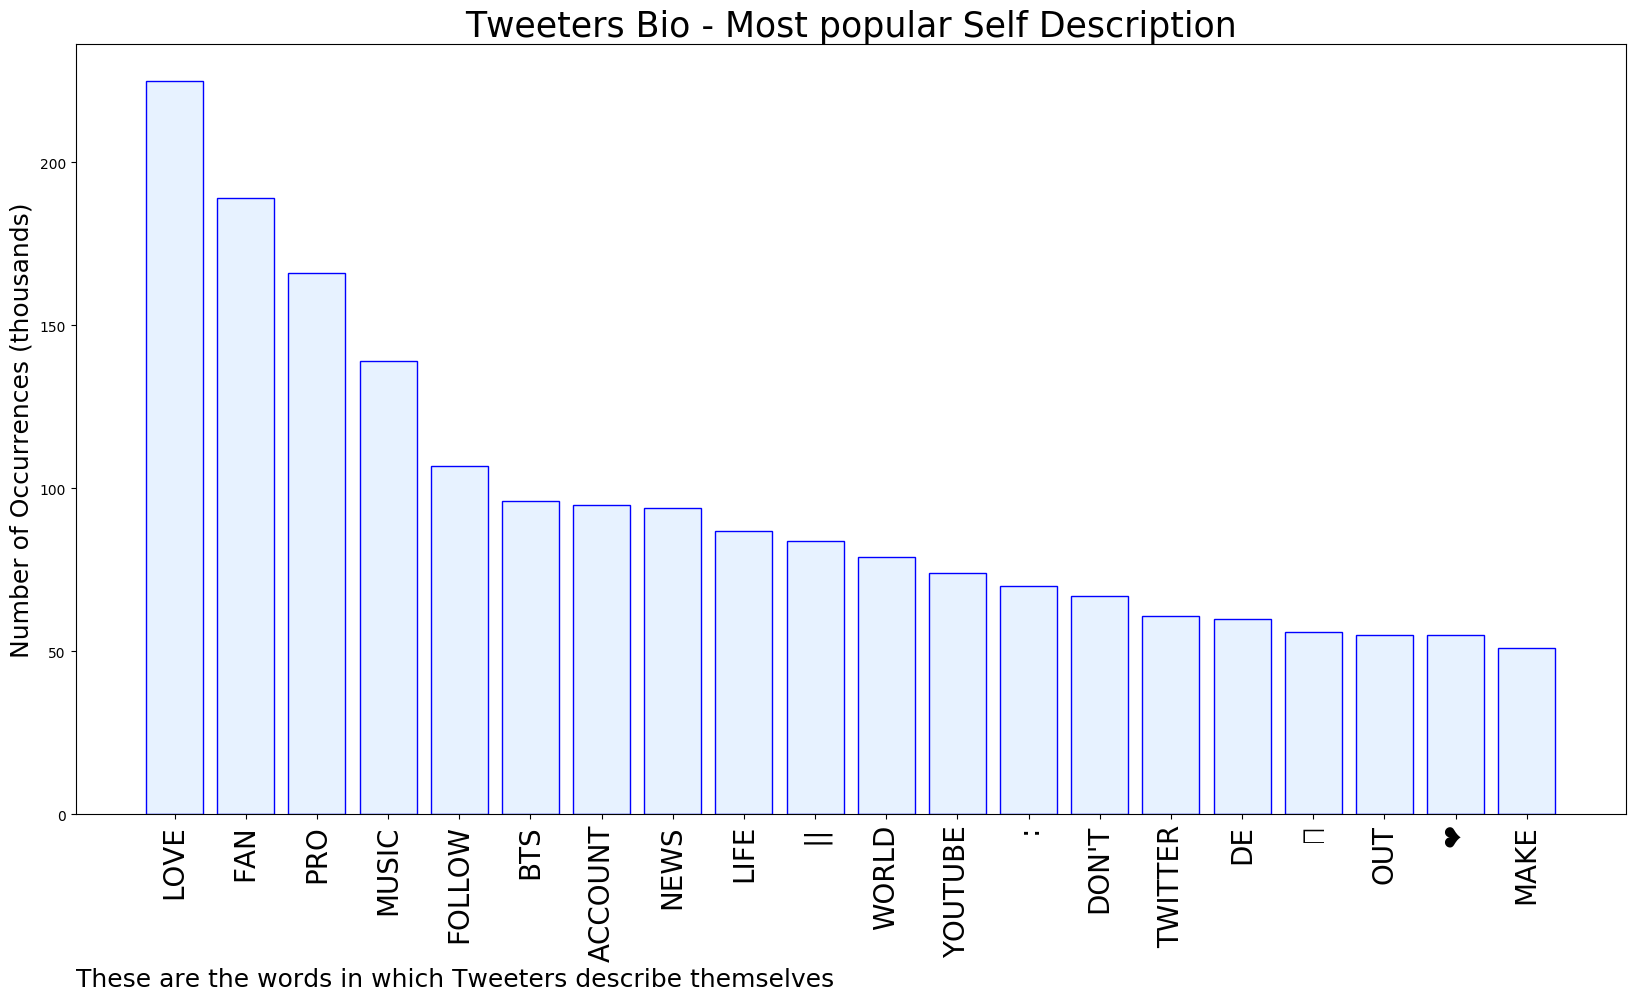 Tweeters Bio - Most popular Self Description
Number of Occurrences (thousands)
200
150
100
50
0
LOVE
FAN
PRO
MUSIC
FOLLOW
BTS
ACCOUNT
NEWS
LIFE
||
WORLD
YOUTUBE
:
DON'T
TWITTER
DE
OUT
❤
MAKE
These are the words in which Tweeters describe themselves